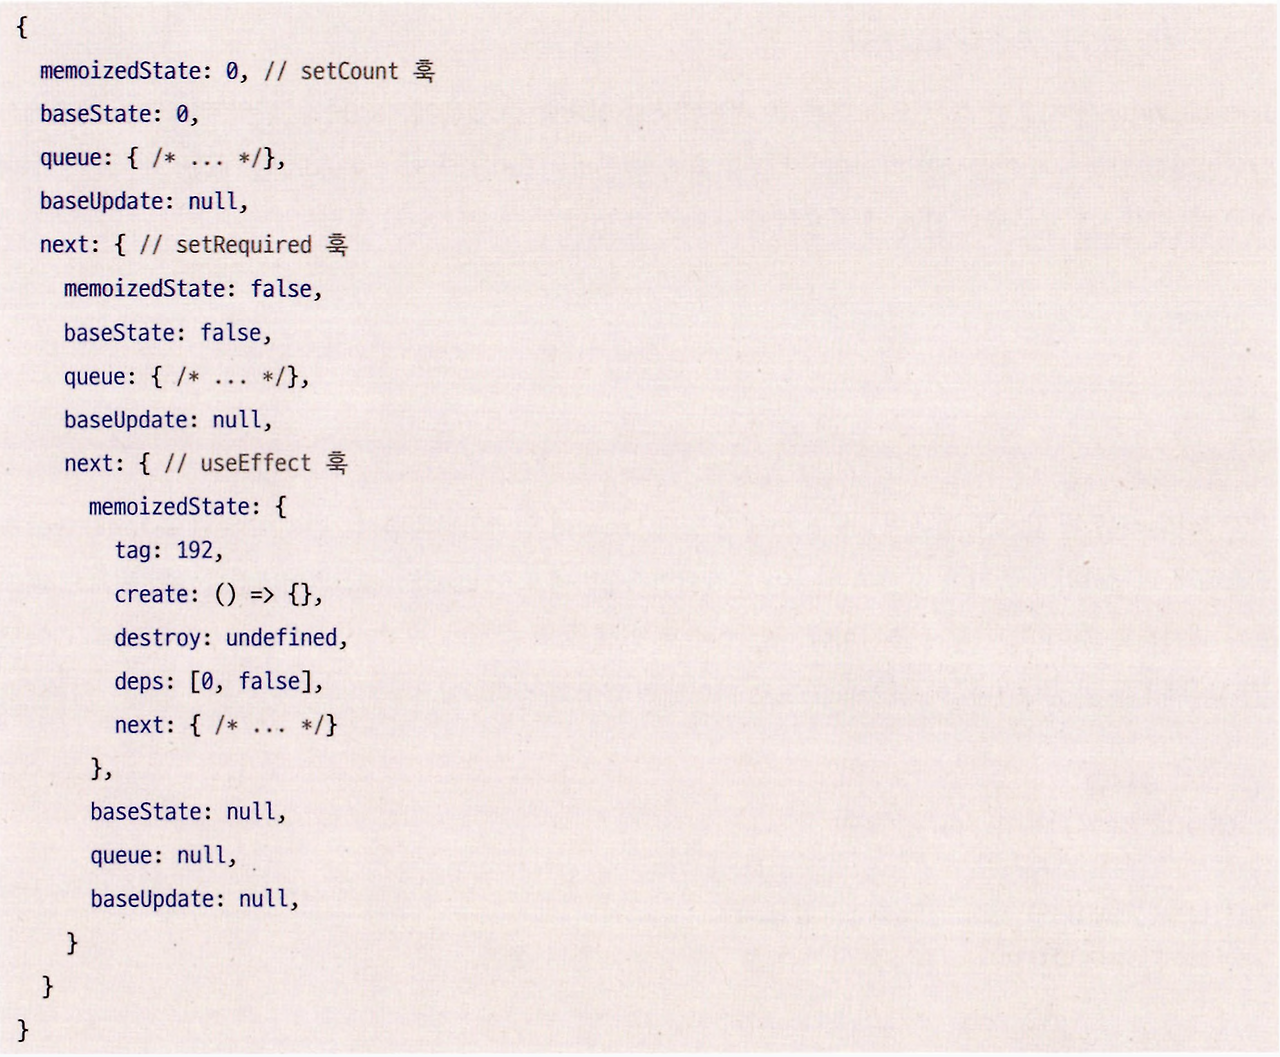 {
memoizedState: 0, // setCount 훅
baseState: 0,
queue: { /* ... */},
baseUpdate: null,
next: { // setRequired 훅
memoizedState: false,
baseState: false,
queue: { /* ... */},
baseUpdate: null,
next: { // useEffect 훅
memoizedState: {
tag: 192,
create: () => {},
destroy: undefined,
deps: [0, false],
next: { /* ... */}
},
baseState: null,
queue: null,
baseUpdate: null,
}
}
}